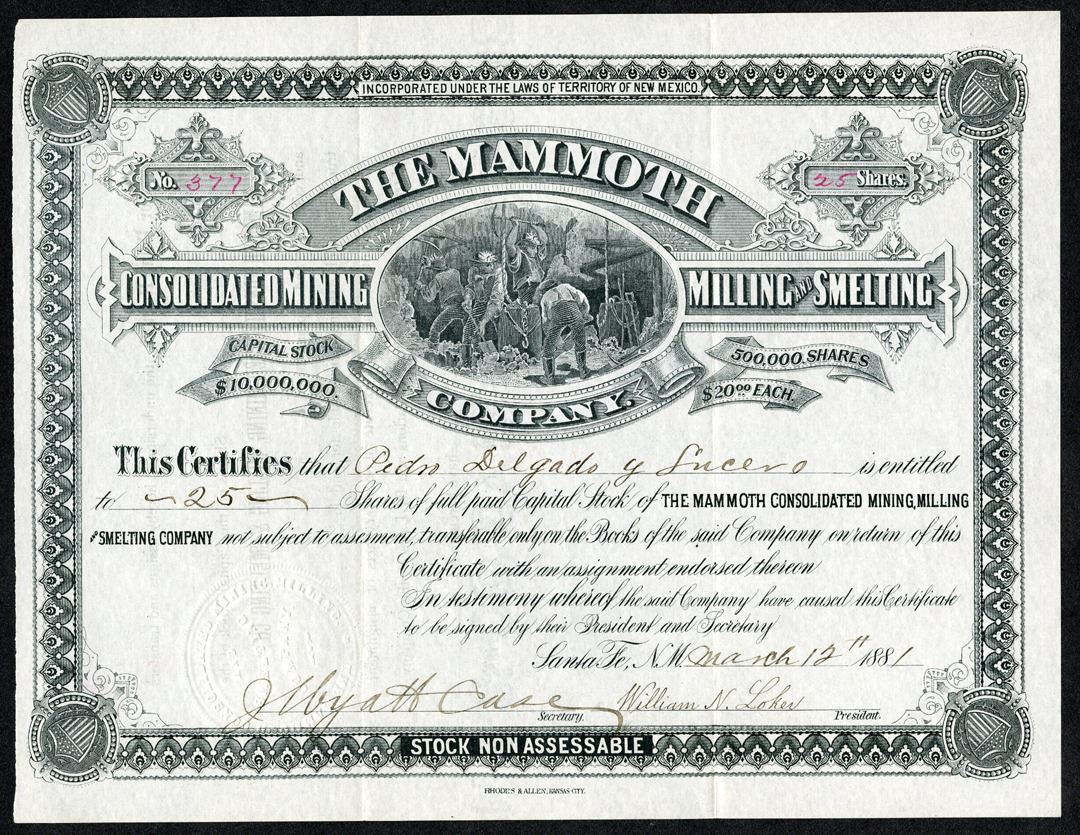 INCORPORATED UNDER THE LAWS OF TERRITORY OF NEW MEXICO.
No. 377
25 Shares.
THE MAMMOTH
CONSOLIDATED MINING
MILLING AND SMELTING
COMPANY.
CAPITAL STOCK
$10,000,000.
500,000. SHARES
$20.00 EACH.
This Certifies that Pedro Delgado y Lucero is entitled
to ~25~ Shares of full paid Capital Stock of THE MAMMOTH CONSOLIDATED MINING, MILLING
AND SMELTING COMPANY not subject to assesment, transferable only on the Books of the said Company on return of this
Certificate with an assignment endorsed thereon
In testimony whereof the said Company have caused this Certificate
to be signed by their President and Secretary
Santa Fe, N.M. March 12th 1881
J Wyatt Case Secretary. William N. Loker President.
STOCK NON ASSESSABLE
RHODES & ALLEN, KANSAS CITY.